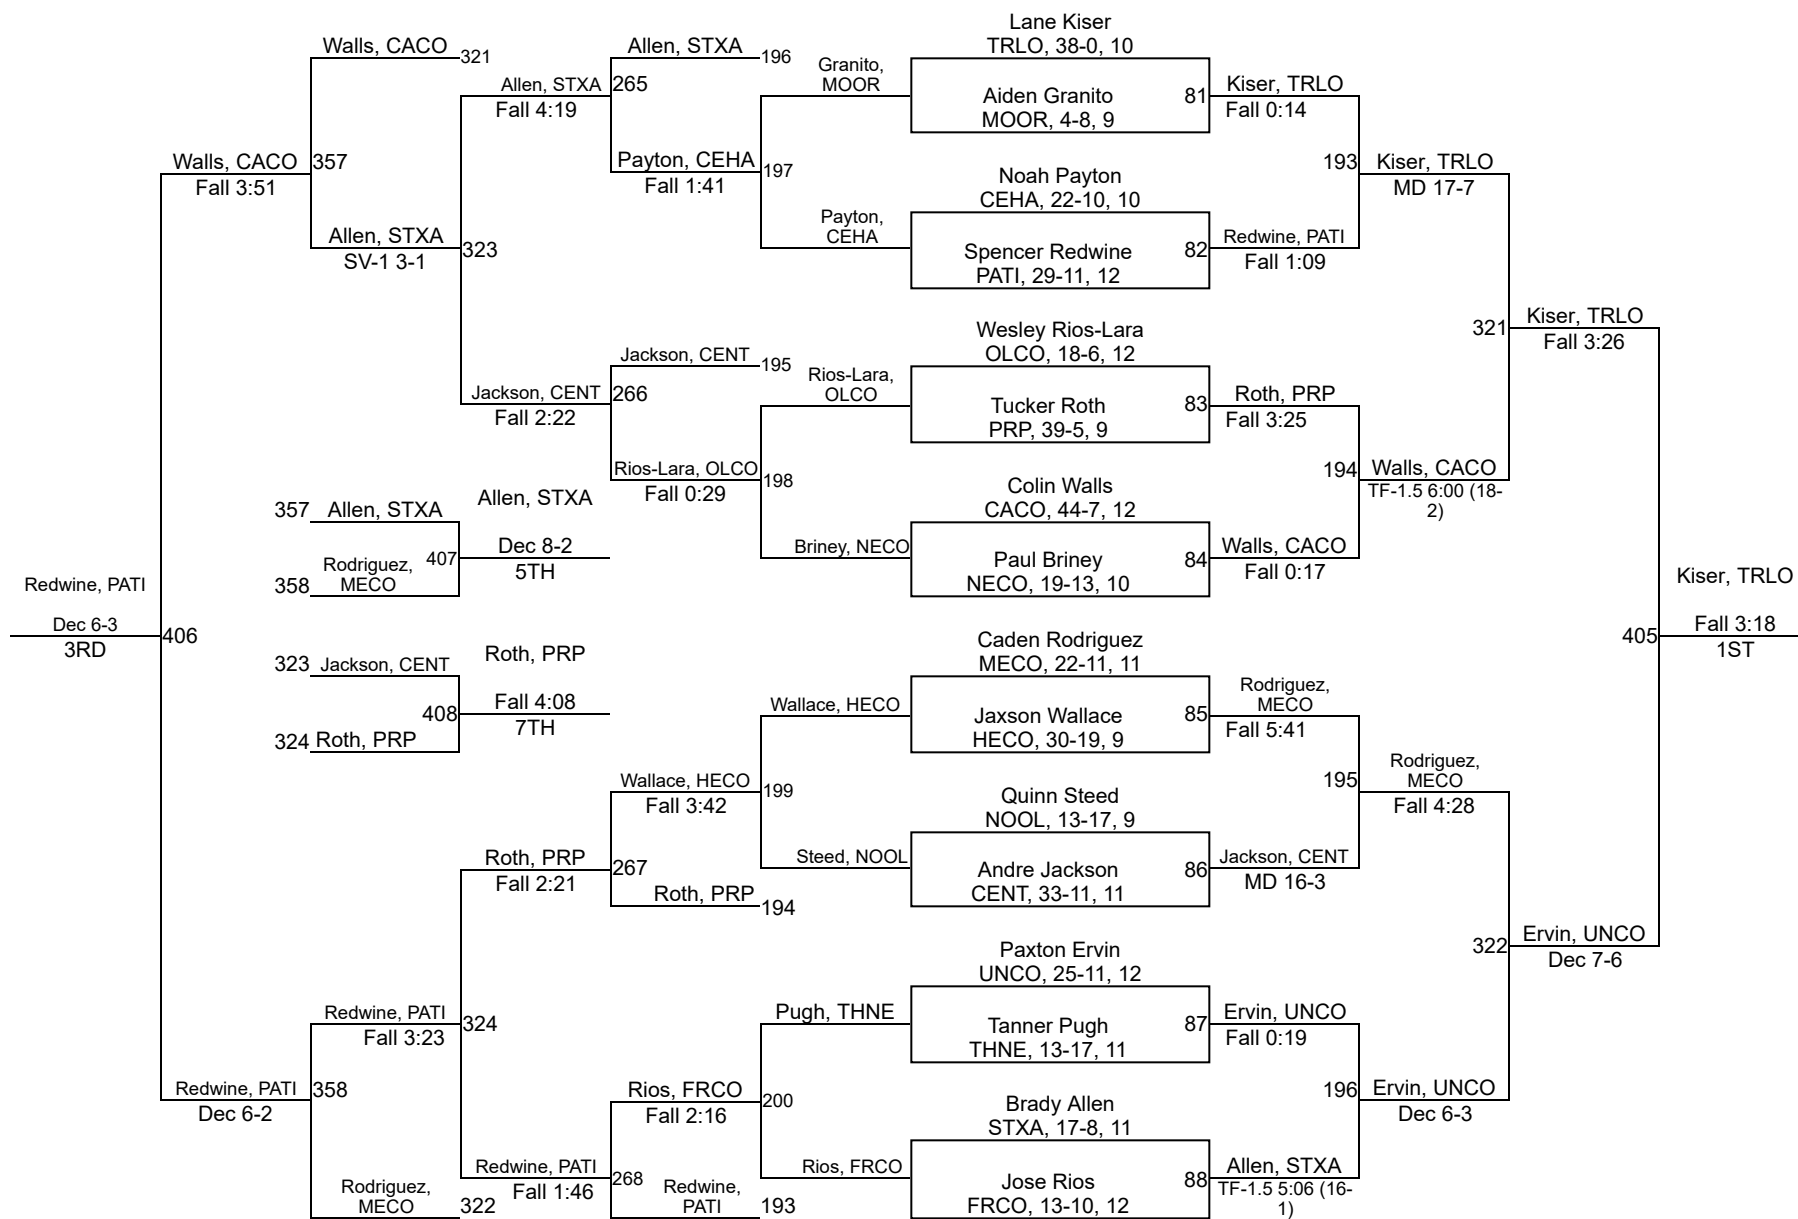 Lane Kiser
TRLO, 38-0, 10
Walls, CACO
321
Allen, STXA
196
Granito,
MOOR
Allen, STXA
265
Fall 4:19
Aiden Granito
MOOR, 4-8, 9
81
Kiser, TRLO
Fall 0:14
Walls, CACO
357
Fall 3:51
Payton, CEHA
197
Fall 1:41
Noah Payton
CEHA, 22-10, 10
193
Kiser, TRLO
MD 17-7
Payton,
CEHA
Allen, STXA
323
SV-1 3-1
Spencer Redwine
PATI, 29-11, 12
82
Redwine, PATI
Fall 1:09
Wesley Rios-Lara
OLCO, 18-6, 12
321
Kiser, TRLO
Fall 3:26
Jackson, CENT
195
Rios-Lara,
OLCO
Jackson, CENT
266
Fall 2:22
Tucker Roth
PRP, 39-5, 9
83
Roth, PRP
Fall 3:25
Rios-Lara, OLCO
198
Fall 0:29
Colin Walls
CACO, 44-7, 12
194
Walls, CACO
TF-1.5 6:00 (18-
2)
357
Allen, STXA
Allen, STXA
Rodriguez,
MECO
358
407
Dec 8-2
5TH
Briney, NECO
Paul Briney
NECO, 19-13, 10
84
Walls, CACO
Fall 0:17
Redwine, PATI
Dec 6-3
3RD
406
Kiser, TRLO
405
Fall 3:18
1ST
323
Jackson, CENT
Roth, PRP
324
Roth, PRP
408
Fall 4:08
7TH
Caden Rodriguez
MECO, 22-11, 11
Wallace, HECO
Jaxson Wallace
HECO, 30-19, 9
85
Rodriguez,
MECO
Fall 5:41
Wallace, HECO
199
Fall 3:42
Quinn Steed
NOOL, 13-17, 9
195
Rodriguez,
MECO
Fall 4:28
Roth, PRP
267
Fall 2:21
Roth, PRP
194
Steed, NOOL
Andre Jackson
CENT, 33-11, 11
86
Jackson, CENT
MD 16-3
Paxton Ervin
UNCO, 25-11, 12
322
Ervin, UNCO
Dec 7-6
Redwine, PATI
324
Fall 3:23
Pugh, THNE
Tanner Pugh
THNE, 13-17, 11
87
Ervin, UNCO
Fall 0:19
Redwine, PATI
358
Dec 6-2
Rios, FRCO
200
Fall 2:16
Brady Allen
STXA, 17-8, 11
196
Ervin, UNCO
Dec 6-3
Redwine, PATI
268
Fall 1:46
Rios, FRCO
Jose Rios
FRCO, 13-10, 12
88
Allen, STXA
TF-1.5 5:06 (16-
1)
Rodriguez,
MECO
322
Redwine,
PATI
193